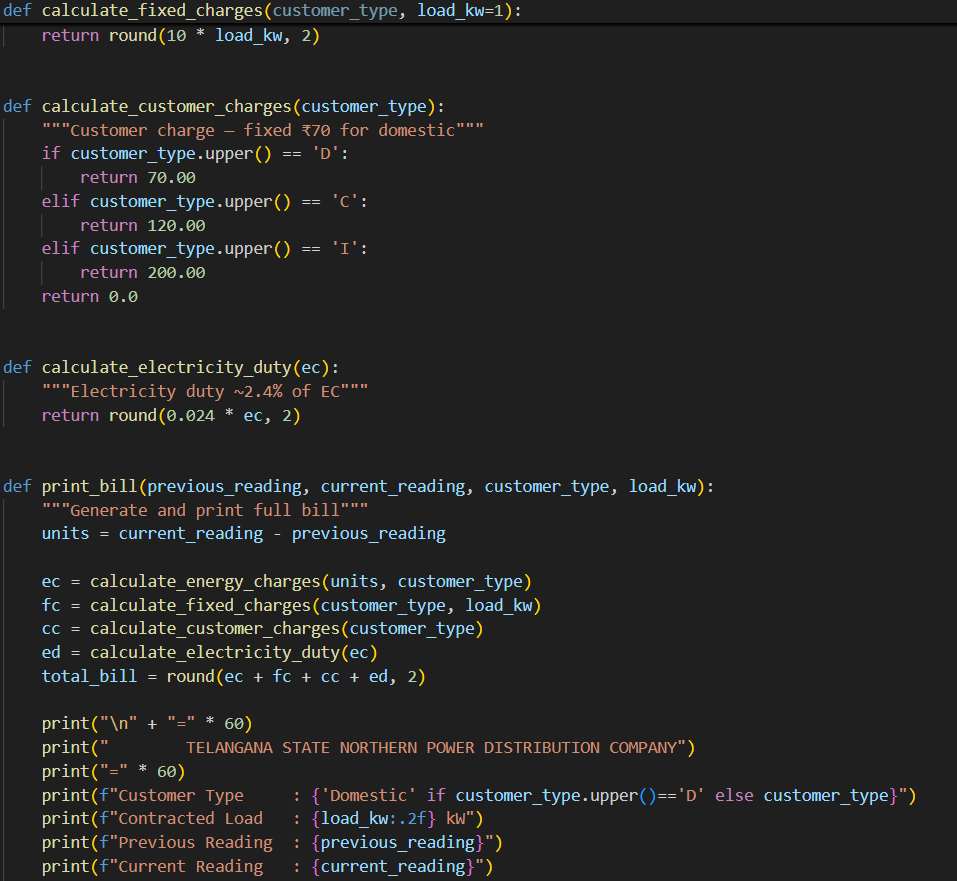 def calculate_fixed_charges(customer_type, load_kw=1):
    return round(10 * load_kw, 2)
def calculate_customer_charges(customer_type):
    """Customer charge – fixed ₹70 for domestic"""
    if customer_type.upper() == 'D':
        return 70.00
    elif customer_type.upper() == 'C':
        return 120.00
    elif customer_type.upper() == 'I':
        return 200.00
    return 0.0
def calculate_electricity_duty(ec):
    """Electricity duty ~2.4% of EC"""
    return round(0.024 * ec, 2)
def print_bill(previous_reading, current_reading, customer_type, load_kw):
    """Generate and print full bill"""
    units = current_reading - previous_reading
    ec = calculate_energy_charges(units, customer_type)
    fc = calculate_fixed_charges(customer_type, load_kw)
    cc = calculate_customer_charges(customer_type)
    ed = calculate_electricity_duty(ec)
    total_bill = round(ec + fc + cc + ed, 2)
    print("\n" + "=" * 60)
    print("        TELANGANA STATE NORTHERN POWER DISTRIBUTION COMPANY")
    print("=" * 60)
    print(f"Customer Type     : {'Domestic' if customer_type.upper()=='D' else customer_type}")
    print(f"Contracted Load   : {load_kw:.2f} kW")
    print(f"Previous Reading  : {previous_reading}")
    print(f"Current Reading   : {current_reading}")